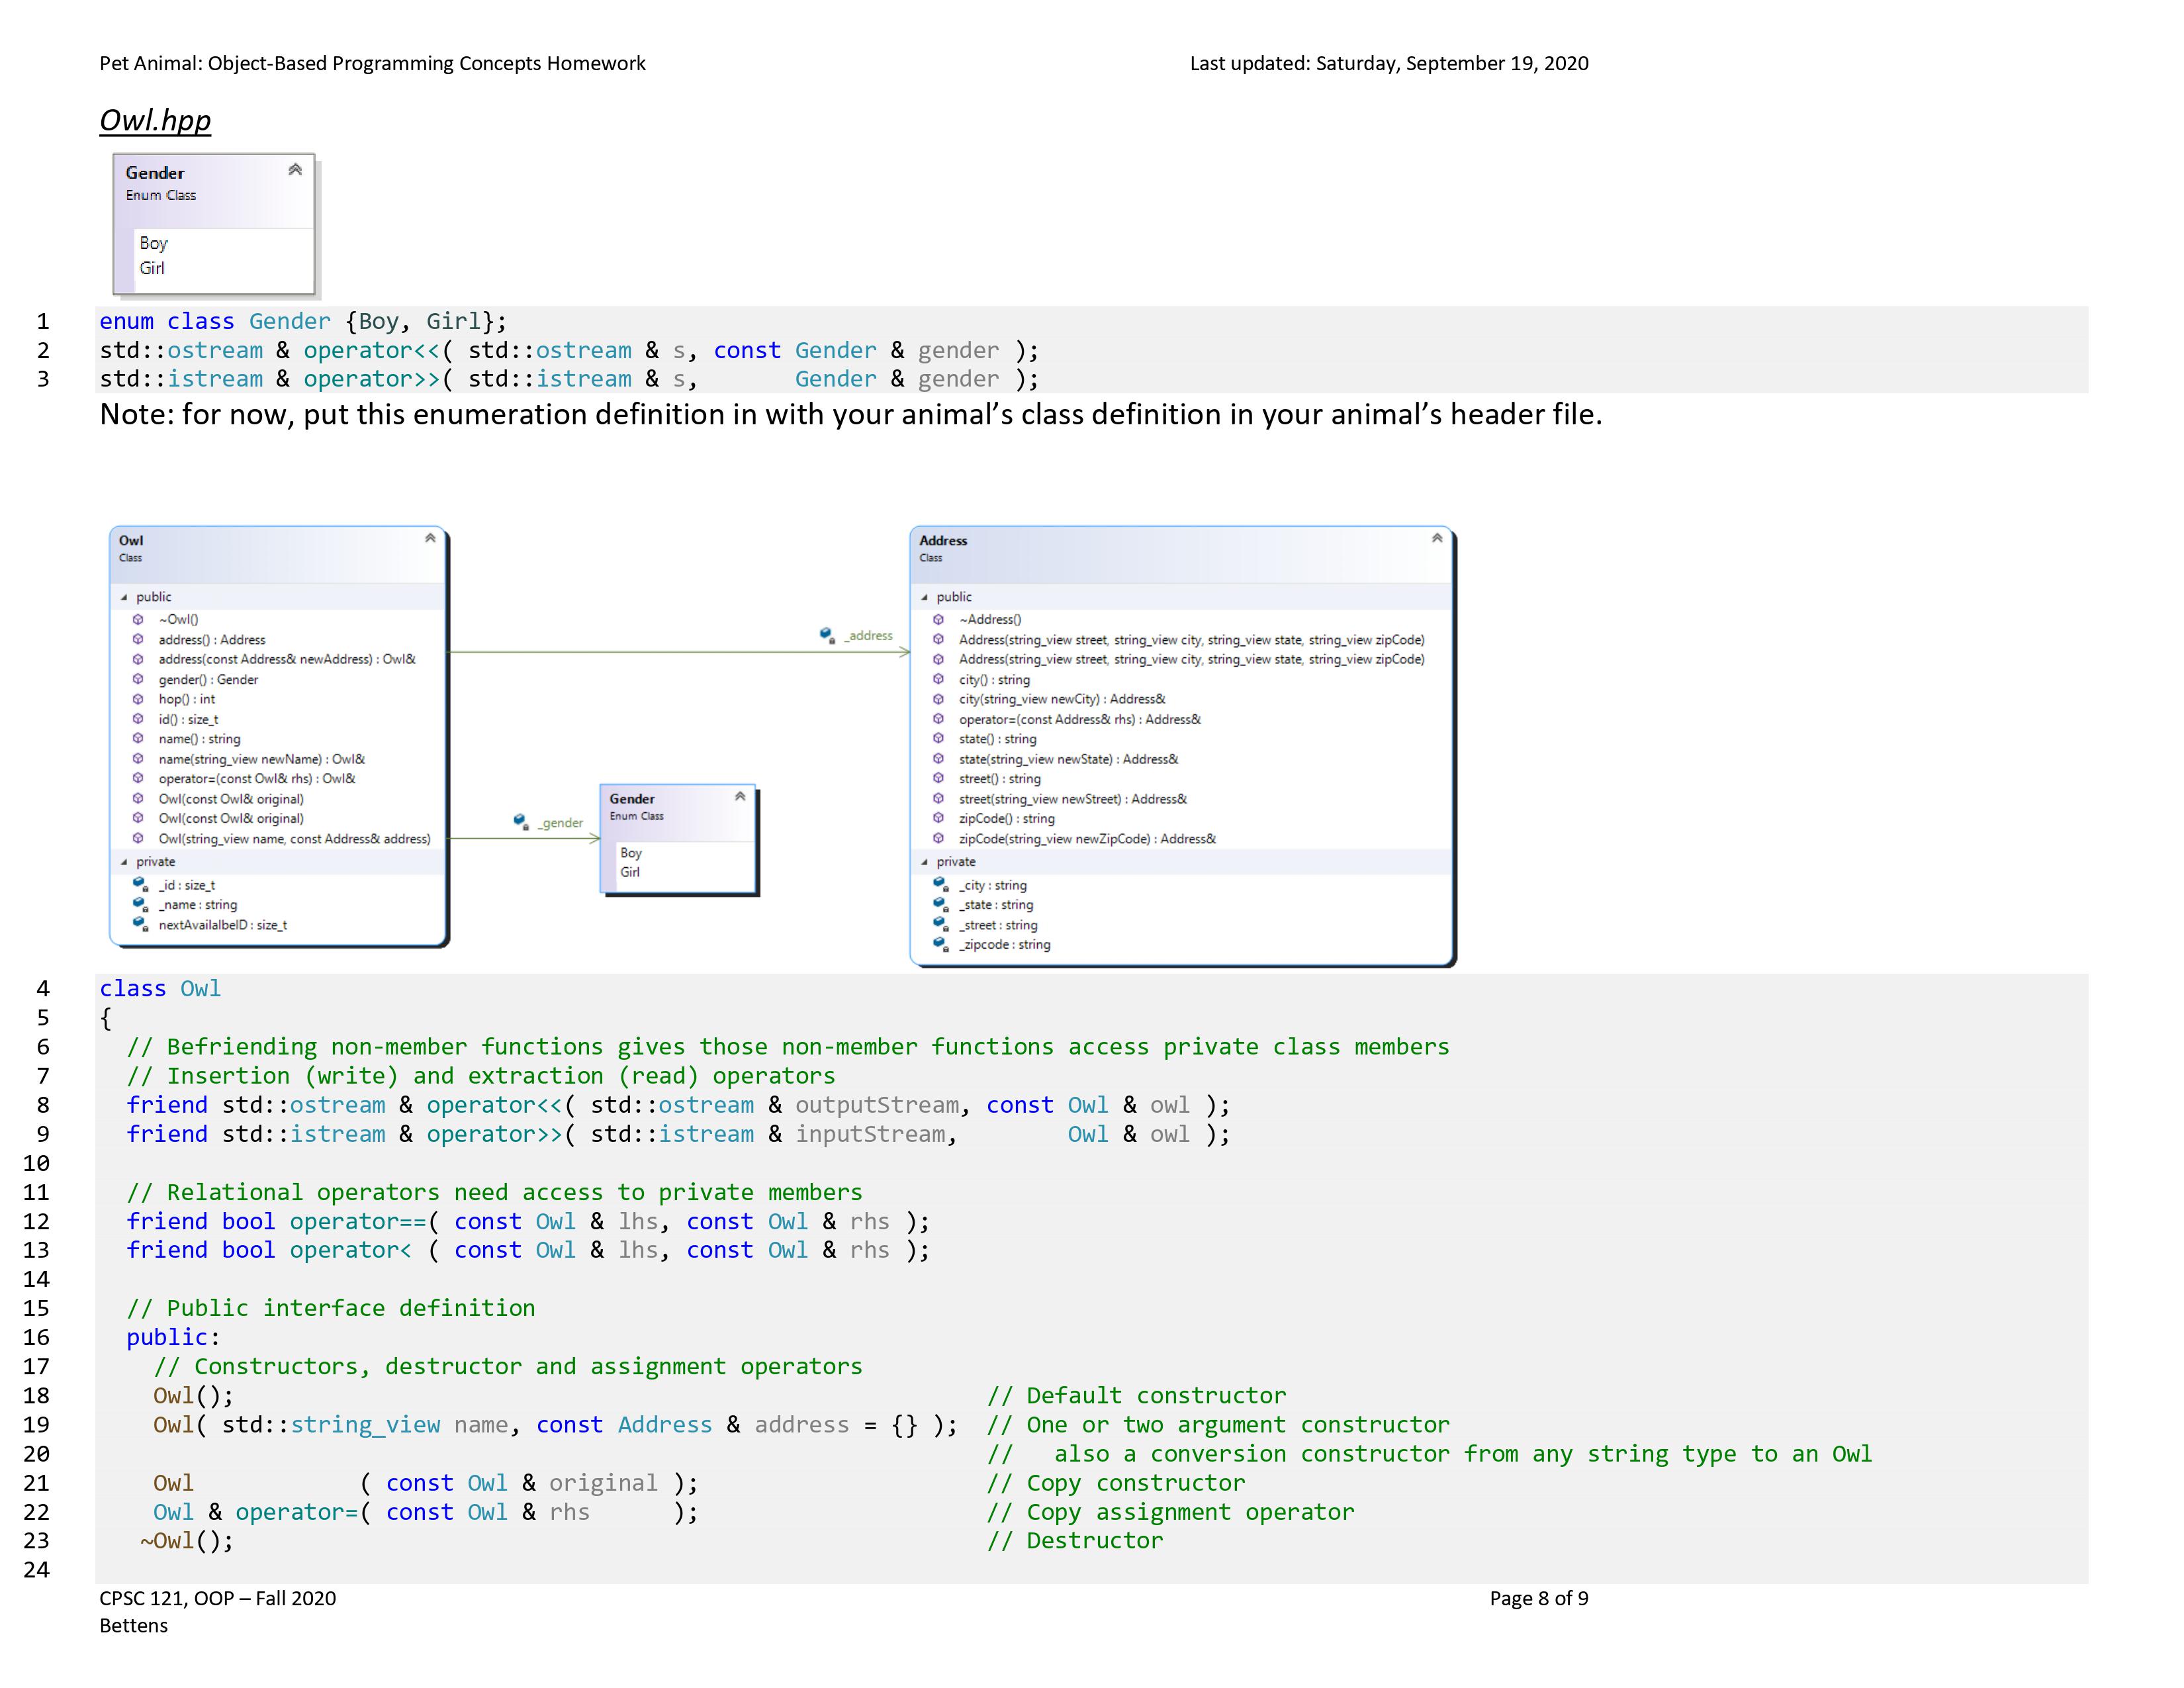 Pet Animal: Object-Based Programming Concepts Homework Last updated: Saturday, September 19, 2020
Owl.hpp
Gender
Enum Class
Boy
Girl
1 enum class Gender {Boy, Girl};
2 std::ostream & operator<<( std::ostream & s, const Gender & gender );
3 std::istream & operator>>( std::istream & s,       Gender & gender );
Note: for now, put this enumeration definition in with your animal’s class definition in your animal’s header file.
Owl
Class
public
~Owl()
address() : Address
address(const Address& newAddress) : Owl&
gender() : Gender
hop() : int
id() : size_t
name() : string
name(string_view newName) : Owl&
operator=(const Owl& rhs) : Owl&
Owl(const Owl& original)
Owl(const Owl& original)
Owl(string_view name, const Address& address)
private
_id : size_t
_name : string
nextAvailalbeID : size_t
_address
_gender
Gender
Enum Class
Boy
Girl
Address
Class
public
~Address()
Address(string_view street, string_view city, string_view state, string_view zipCode)
Address(string_view street, string_view city, string_view state, string_view zipCode)
city() : string
city(string_view newCity) : Address&
operator=(const Address& rhs) : Address&
state() : string
state(string_view newState) : Address&
street() : string
street(string_view newStreet) : Address&
zipCode() : string
zipCode(string_view newZipCode) : Address&
private
_city : string
_state : string
_street : string
_zipcode : string
4 class Owl
5 {
6   // Befriending non-member functions gives those non-member functions access private class members
7   // Insertion (write) and extraction (read) operators
8   friend std::ostream & operator<<( std::ostream & outputStream, const Owl & owl );
9   friend std::istream & operator>>( std::istream & inputStream,        Owl & owl );
10
11   // Relational operators need access to private members
12   friend bool operator==( const Owl & lhs, const Owl & rhs );
13   friend bool operator< ( const Owl & lhs, const Owl & rhs );
14
15   // Public interface definition
16   public:
17     // Constructors, destructor and assignment operators
18     Owl();                                                        // Default constructor
19     Owl( std::string_view name, const Address & address = {} );  // One or two argument constructor
20                                                                  //   also a conversion constructor from any string type to an Owl
21     Owl            ( const Owl & original );                     // Copy constructor
22     Owl & operator=( const Owl & rhs      );                     // Copy assignment operator
23    ~Owl();                                                       // Destructor
24
CPSC 121, OOP – Fall 2020 Page 8 of 9
Bettens